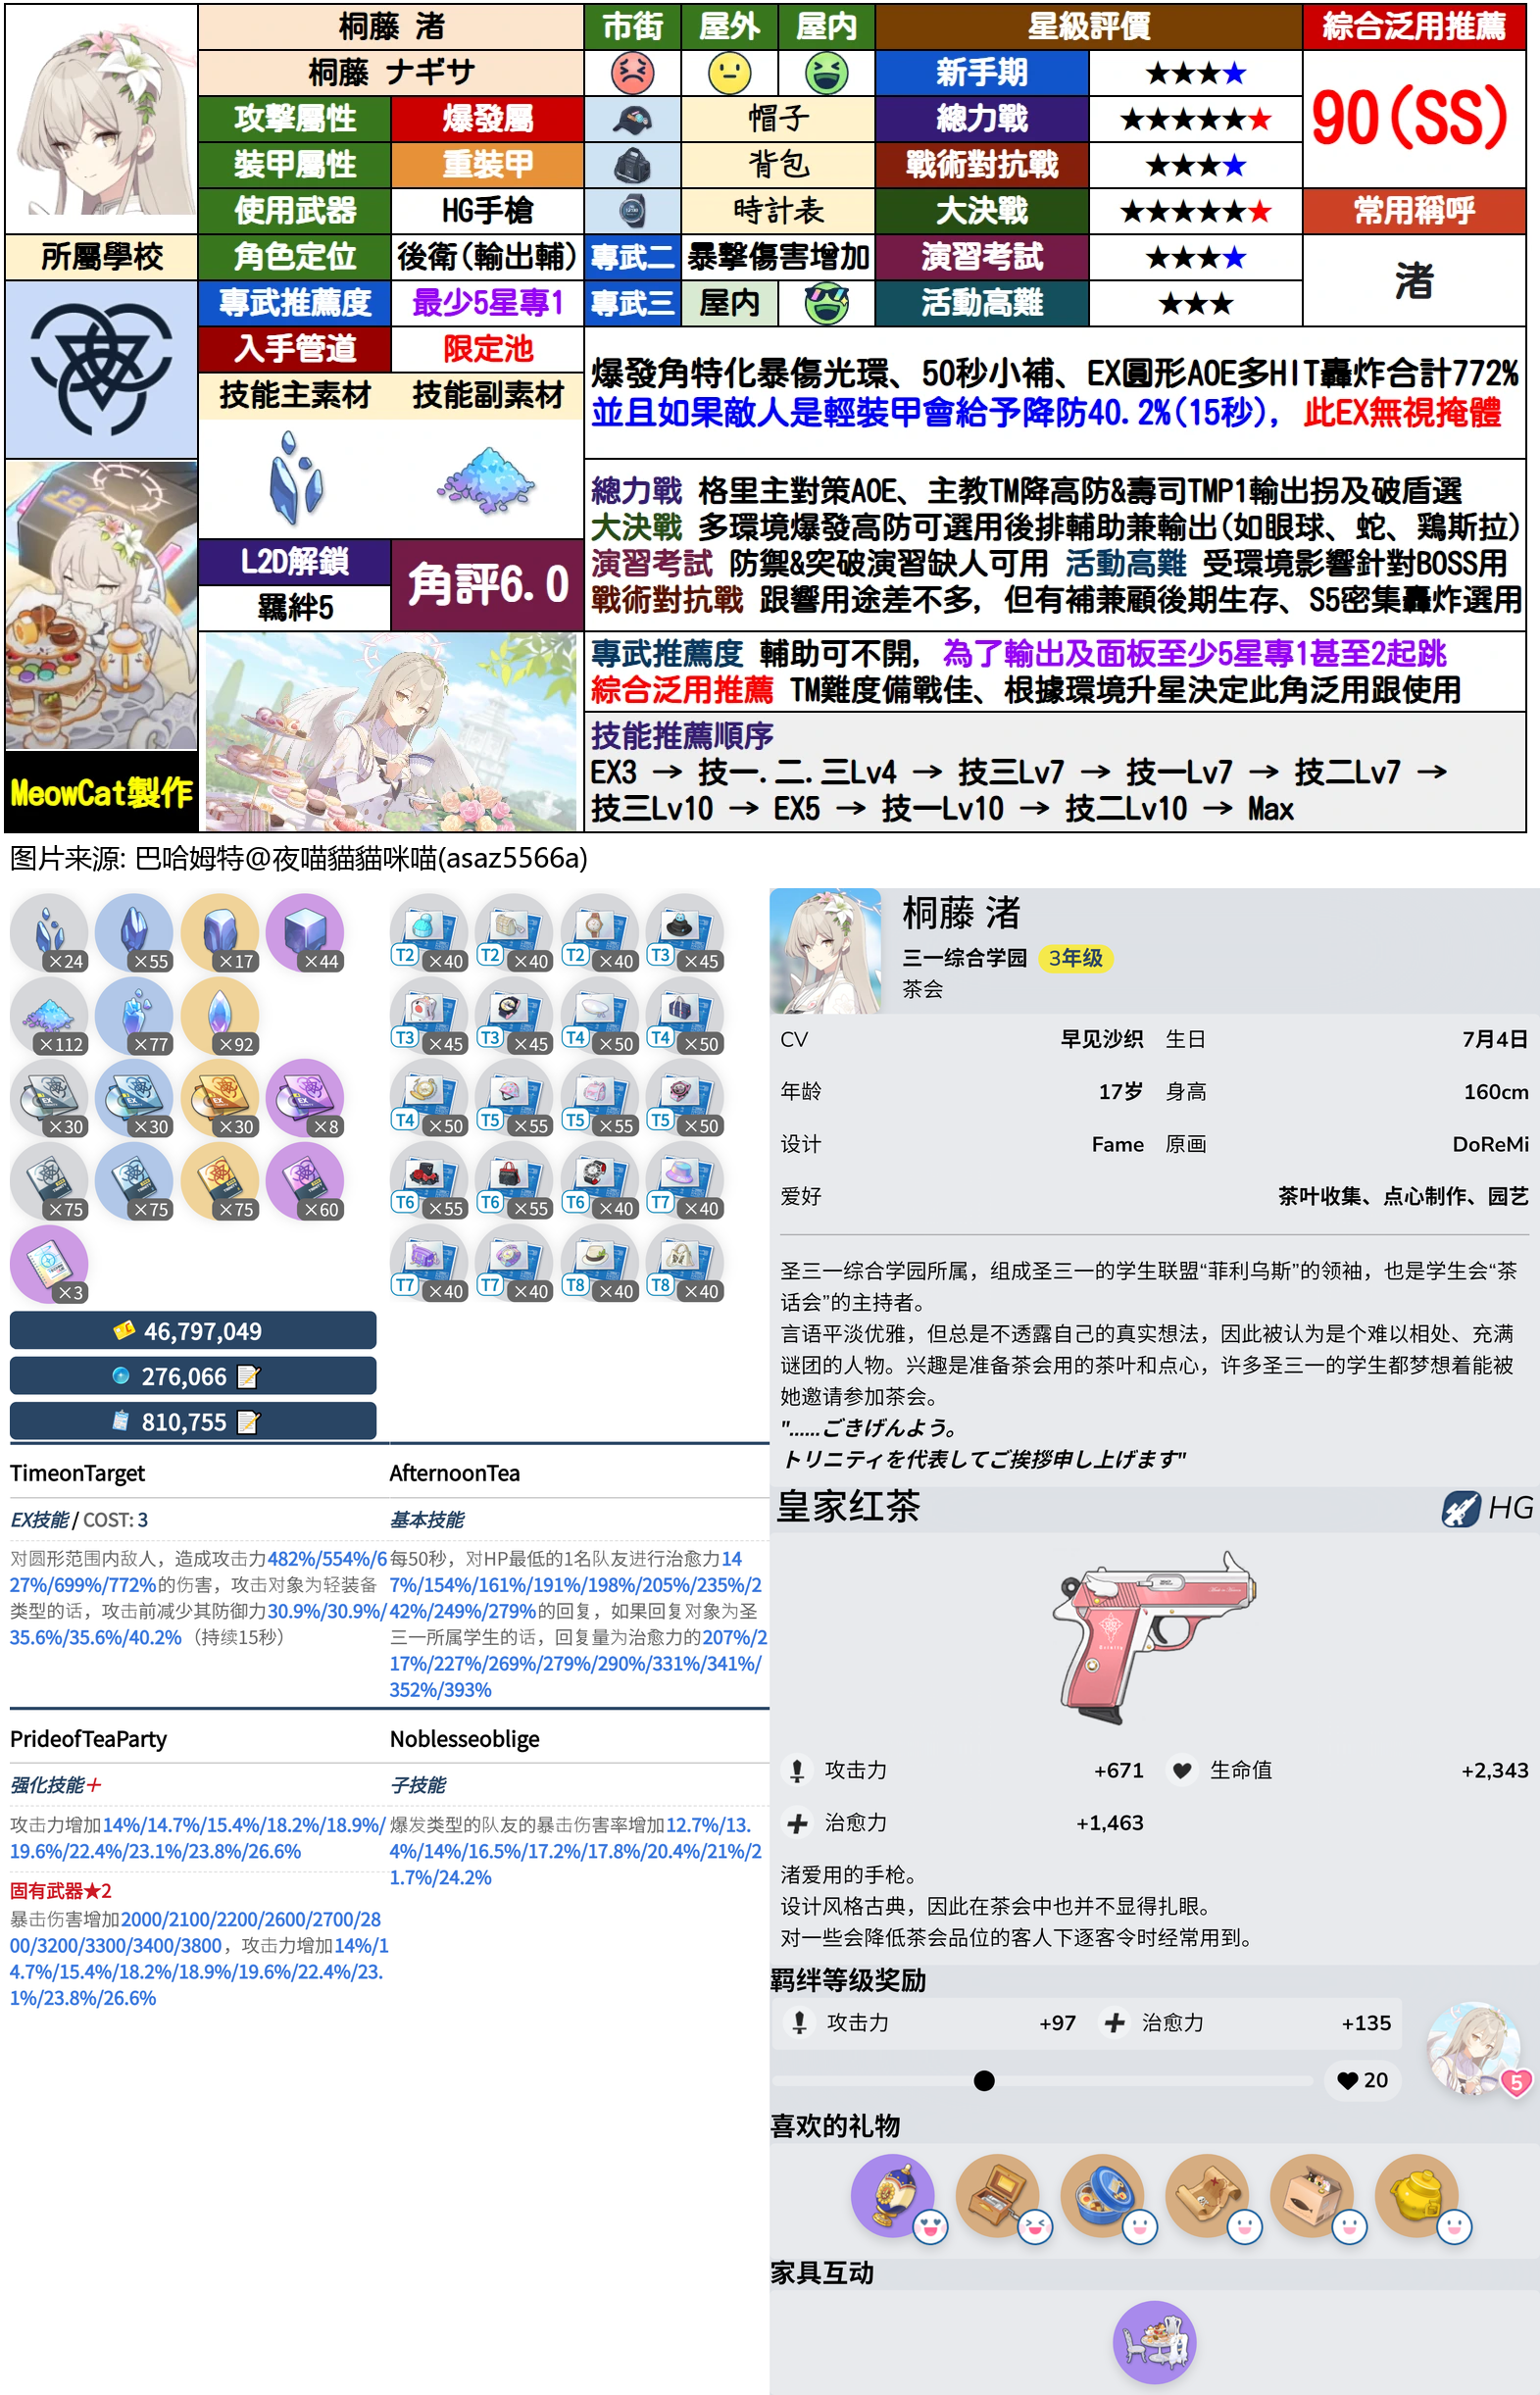 桐藤 渚 市街 屋外 屋内 星級評價 綜合泛用推薦
桐藤 ナギサ 新手期 ★★★★ 90(SS)
攻擊屬性 爆發屬 帽子 總力戰 ★★★★★★
裝甲屬性 重裝甲 背包 戰術對抗戰 ★★★★
使用武器 HG手槍 時計表 大決戰 ★★★★★★ 常用稱呼
所屬學校 角色定位 後衛(輸出輔) 專武二 暴擊傷害增加 演習考試 ★★★★ 渚
專武推薦度 最少5星專1 專武三 屋内 活動高難 ★★★
入手管道 限定池
技能主素材 技能副素材
爆發角特化暴傷光環、50秒小補、EX圓形AOE多HIT轟炸合計772%
並且如果敵人是輕裝甲會給予降防40.2%(15秒), 此EX無視掩體
總力戰 格里主對策AOE、主教TM降高防&壽司TMP1輸出拐及破盾選
大決戰 多環境爆發高防可選用後排輔助兼輸出(如眼球、蛇、鷄斯拉)
演習考試 防禦&突破演習缺人可用 活動高難 受環境影響針對BOSS用
戰術對抗戰 跟響用途差不多, 但有補兼顧後期生存、S5密集轟炸選用
L2D解鎖 角評6.0
羈絆5
專武推薦度 輔助可不開, 為了輸出及面板至少5星專1甚至2起跳
綜合泛用推薦 TM難度備戰佳、根據環境升星決定此角泛用跟使用
技能推薦順序
EX3 → 技一.二.三Lv4 → 技三Lv7 → 技一Lv7 → 技二Lv7 →
技三Lv10 → EX5 → 技一Lv10 → 技二Lv10 → Max
MeowCat製作
图片来源: 巴哈姆特@夜喵貓貓咪喵(asaz5566a)
×24 ×55 ×17 ×44
×112 ×77 ×92
×30 ×30 ×30 ×8
×75 ×75 ×75 ×60
×3
46,797,049
276,066
810,755
T2 ×40 T2 ×40 T2 ×40 T3 ×45
T3 ×45 T3 ×45 T4 ×50 T4 ×50
T4 ×50 T5 ×55 T5 ×55 T5 ×50
T6 ×55 T6 ×55 T6 ×40 T7 ×40
T7 ×40 T7 ×40 T8 ×40 T8 ×40
TimeonTarget
EX技能 / COST: 3
对圆形范围内敌人，造成攻击力482%/554%/6
27%/699%/772%的伤害，攻击对象为轻装备
类型的话，攻击前减少其防御力30.9%/30.9%/
35.6%/35.6%/40.2%（持续15秒）
AfternoonTea
基本技能
每50秒，对HP最低的1名队友进行治愈力14
7%/154%/161%/191%/198%/205%/235%/2
42%/249%/279%的回复，如果回复对象为圣
三一所属学生的话，回复量为治愈力的207%/2
17%/227%/269%/279%/290%/331%/341%/
352%/393%
PrideofTeaParty
强化技能＋
攻击力增加14%/14.7%/15.4%/18.2%/18.9%/
19.6%/22.4%/23.1%/23.8%/26.6%
固有武器★2
暴击伤害增加2000/2100/2200/2600/2700/28
00/3200/3300/3400/3800，攻击力增加14%/1
4.7%/15.4%/18.2%/18.9%/19.6%/22.4%/23.
1%/23.8%/26.6%
Noblesseoblige
子技能
爆发类型的队友的暴击伤害率增加12.7%/13.
4%/14%/16.5%/17.2%/17.8%/20.4%/21%/2
1.7%/24.2%
桐藤 渚
三一综合学园 3年级
茶会
CV 早见沙织 生日 7月4日
年龄 17岁 身高 160cm
设计 Fame 原画 DoReMi
爱好 茶叶收集、点心制作、园艺
圣三一综合学园所属，组成圣三一的学生联盟“菲利乌斯”的领袖，也是学生会“茶
话会”的主持者。
言语平淡优雅，但总是不透露自己的真实想法，因此被认为是个难以相处、充满
谜团的人物。兴趣是准备茶会用的茶叶和点心，许多圣三一的学生都梦想着能被
她邀请参加茶会。
"......ごきげんよう。
トリニティを代表してご挨拶申し上げます"
皇家红茶 HG
攻击力 +671 生命值 +2,343
治愈力 +1,463
渚爱用的手枪。
设计风格古典，因此在茶会中也并不显得扎眼。
对一些会降低茶会品位的客人下逐客令时经常用到。
羁绊等级奖励
攻击力 +97 治愈力 +135
20
5
喜欢的礼物
家具互动